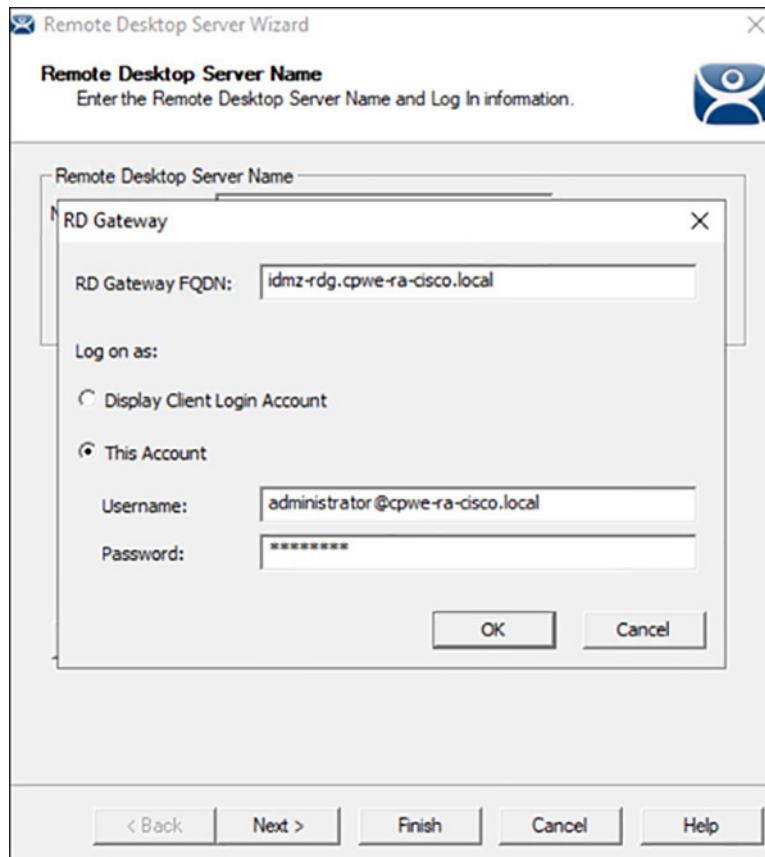 Remote Desktop Server Wizard
Remote Desktop Server Name
Enter the Remote Desktop Server Name and Log In information.
Remote Desktop Server Name
RD Gateway
RD Gateway FQDN: idmz-rdg.cpwe-ra-cisco.local
Log on as:
Display Client Login Account
This Account
Username: administrator@cpwe-ra-cisco.local
Password: ********
OK Cancel
< Back Next > Finish Cancel Help